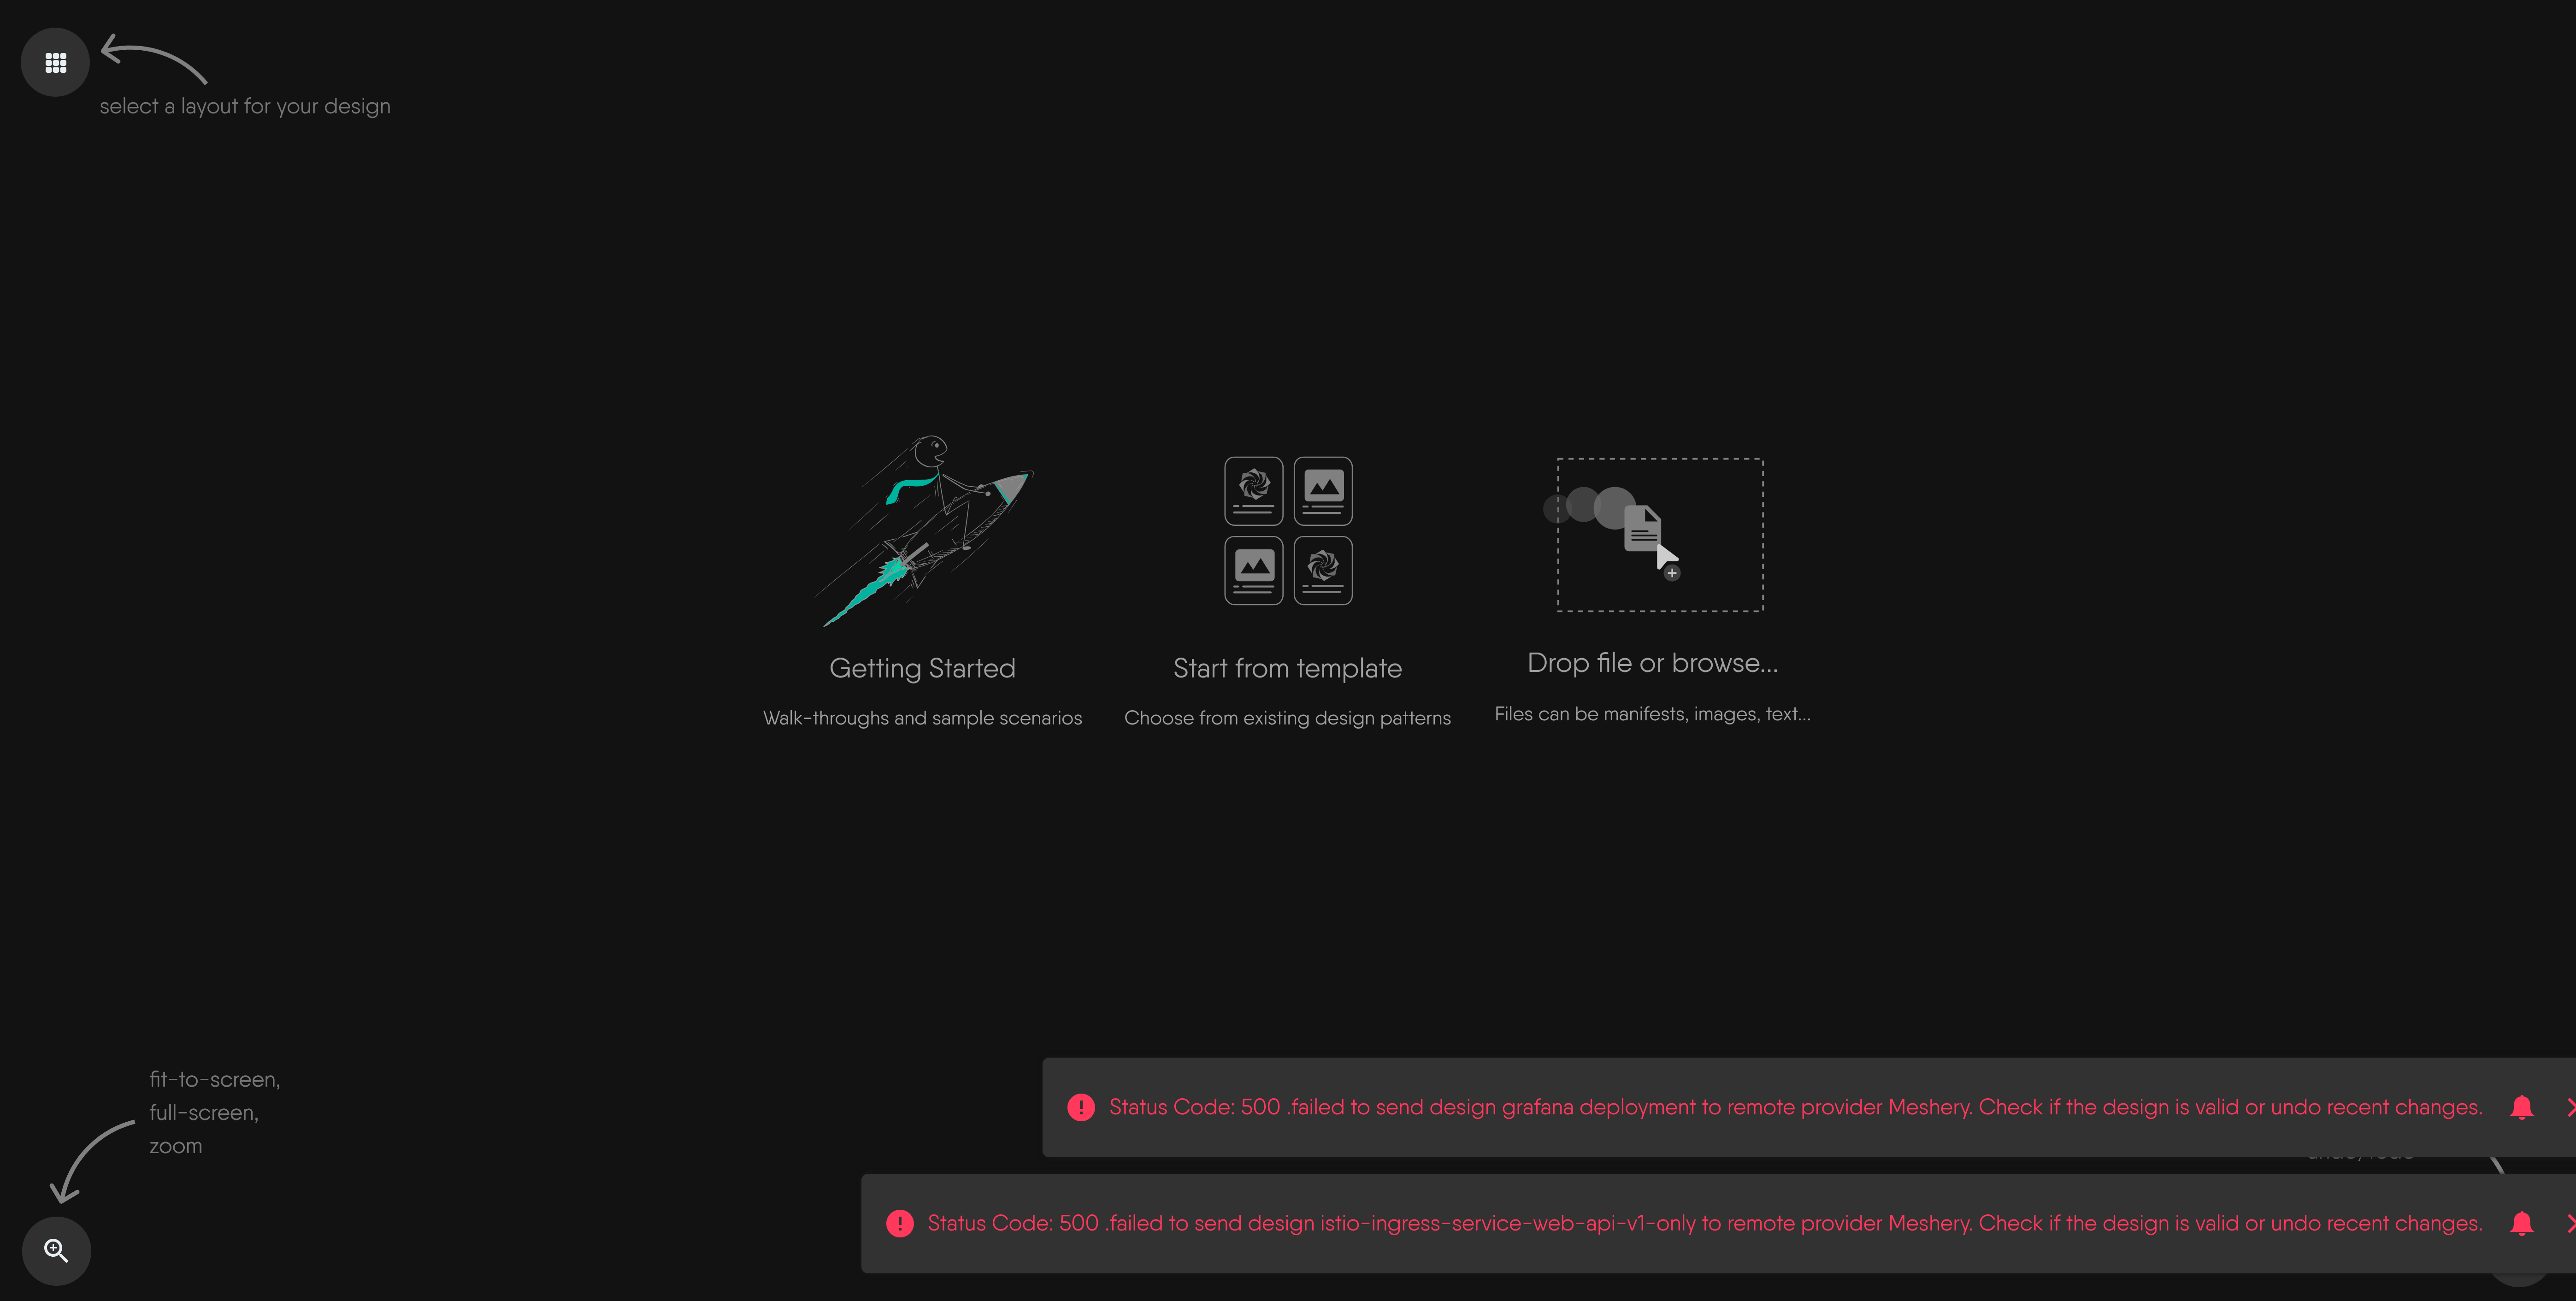 select a layout for your design
Getting Started
Walk-throughs and sample scenarios
Start from template
Choose from existing design patterns
Drop file or browse...
Files can be manifests, images, text...
fit-to-screen,
full-screen,
zoom
Status Code: 500 .failed to send design grafana deployment to remote provider Meshery. Check if the design is valid or undo recent changes.
Status Code: 500 .failed to send design istio-ingress-service-web-api-v1-only to remote provider Meshery. Check if the design is valid or undo recent changes.